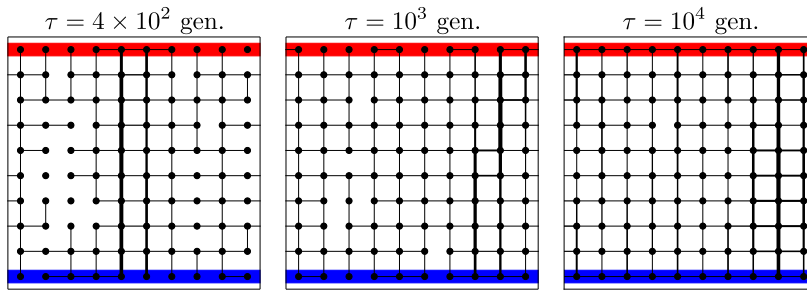 τ = 4 × 10² gen.
τ = 10³ gen.
τ = 10⁴ gen.